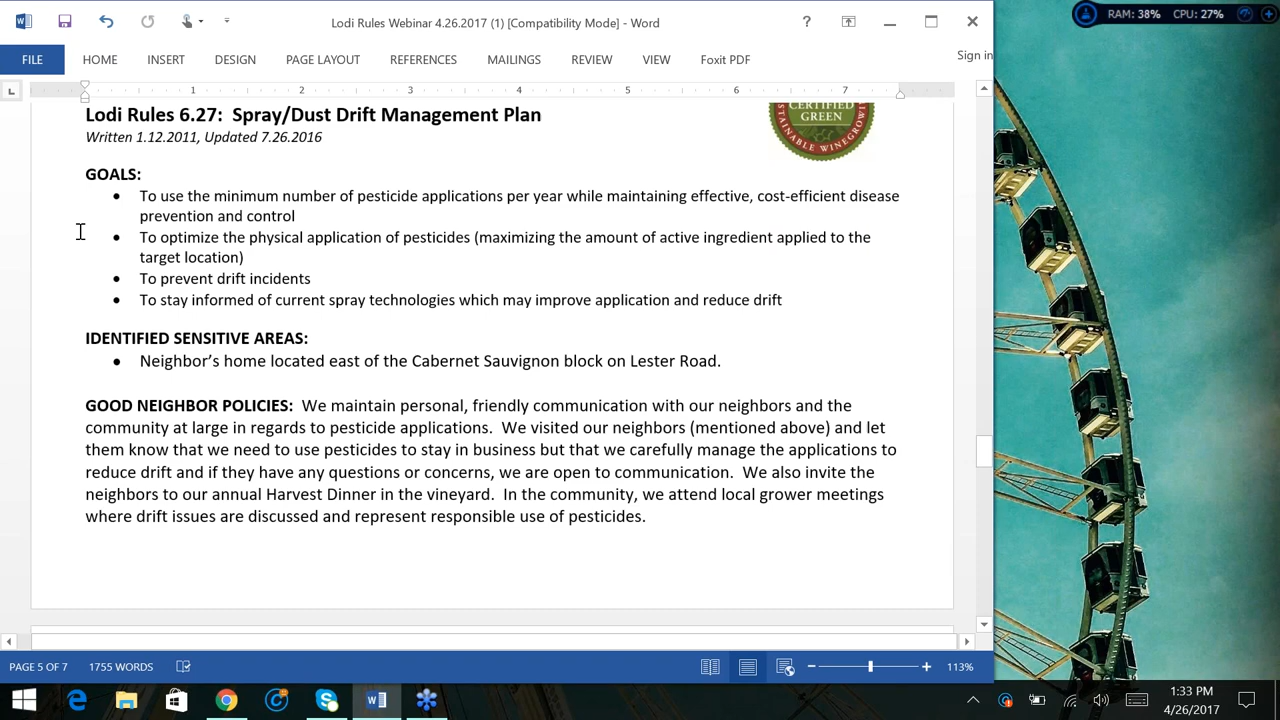 Lodi Rules Webinar 4.26.2017 (1) [Compatibility Mode] - Word
RAM: 38% CPU: 27%
FILE HOME INSERT DESIGN PAGE LAYOUT REFERENCES MAILINGS REVIEW VIEW Foxit PDF Sign in
1 2 3 4 5 6 7
Lodi Rules 6.27: Spray/Dust Drift Management Plan
Written 1.12.2011, Updated 7.26.2016
CERTIFIED
GREEN
STAINABLE WINEGROWI
GOALS:
• To use the minimum number of pesticide applications per year while maintaining effective, cost-efficient disease
prevention and control
• To optimize the physical application of pesticides (maximizing the amount of active ingredient applied to the
target location)
• To prevent drift incidents
• To stay informed of current spray technologies which may improve application and reduce drift
IDENTIFIED SENSITIVE AREAS:
• Neighbor’s home located east of the Cabernet Sauvignon block on Lester Road.
GOOD NEIGHBOR POLICIES: We maintain personal, friendly communication with our neighbors and the
community at large in regards to pesticide applications. We visited our neighbors (mentioned above) and let
them know that we need to use pesticides to stay in business but that we carefully manage the applications to
reduce drift and if they have any questions or concerns, we are open to communication. We also invite the
neighbors to our annual Harvest Dinner in the vineyard. In the community, we attend local grower meetings
where drift issues are discussed and represent responsible use of pesticides.
PAGE 5 OF 7 1755 WORDS 113%
1:33 PM
4/26/2017